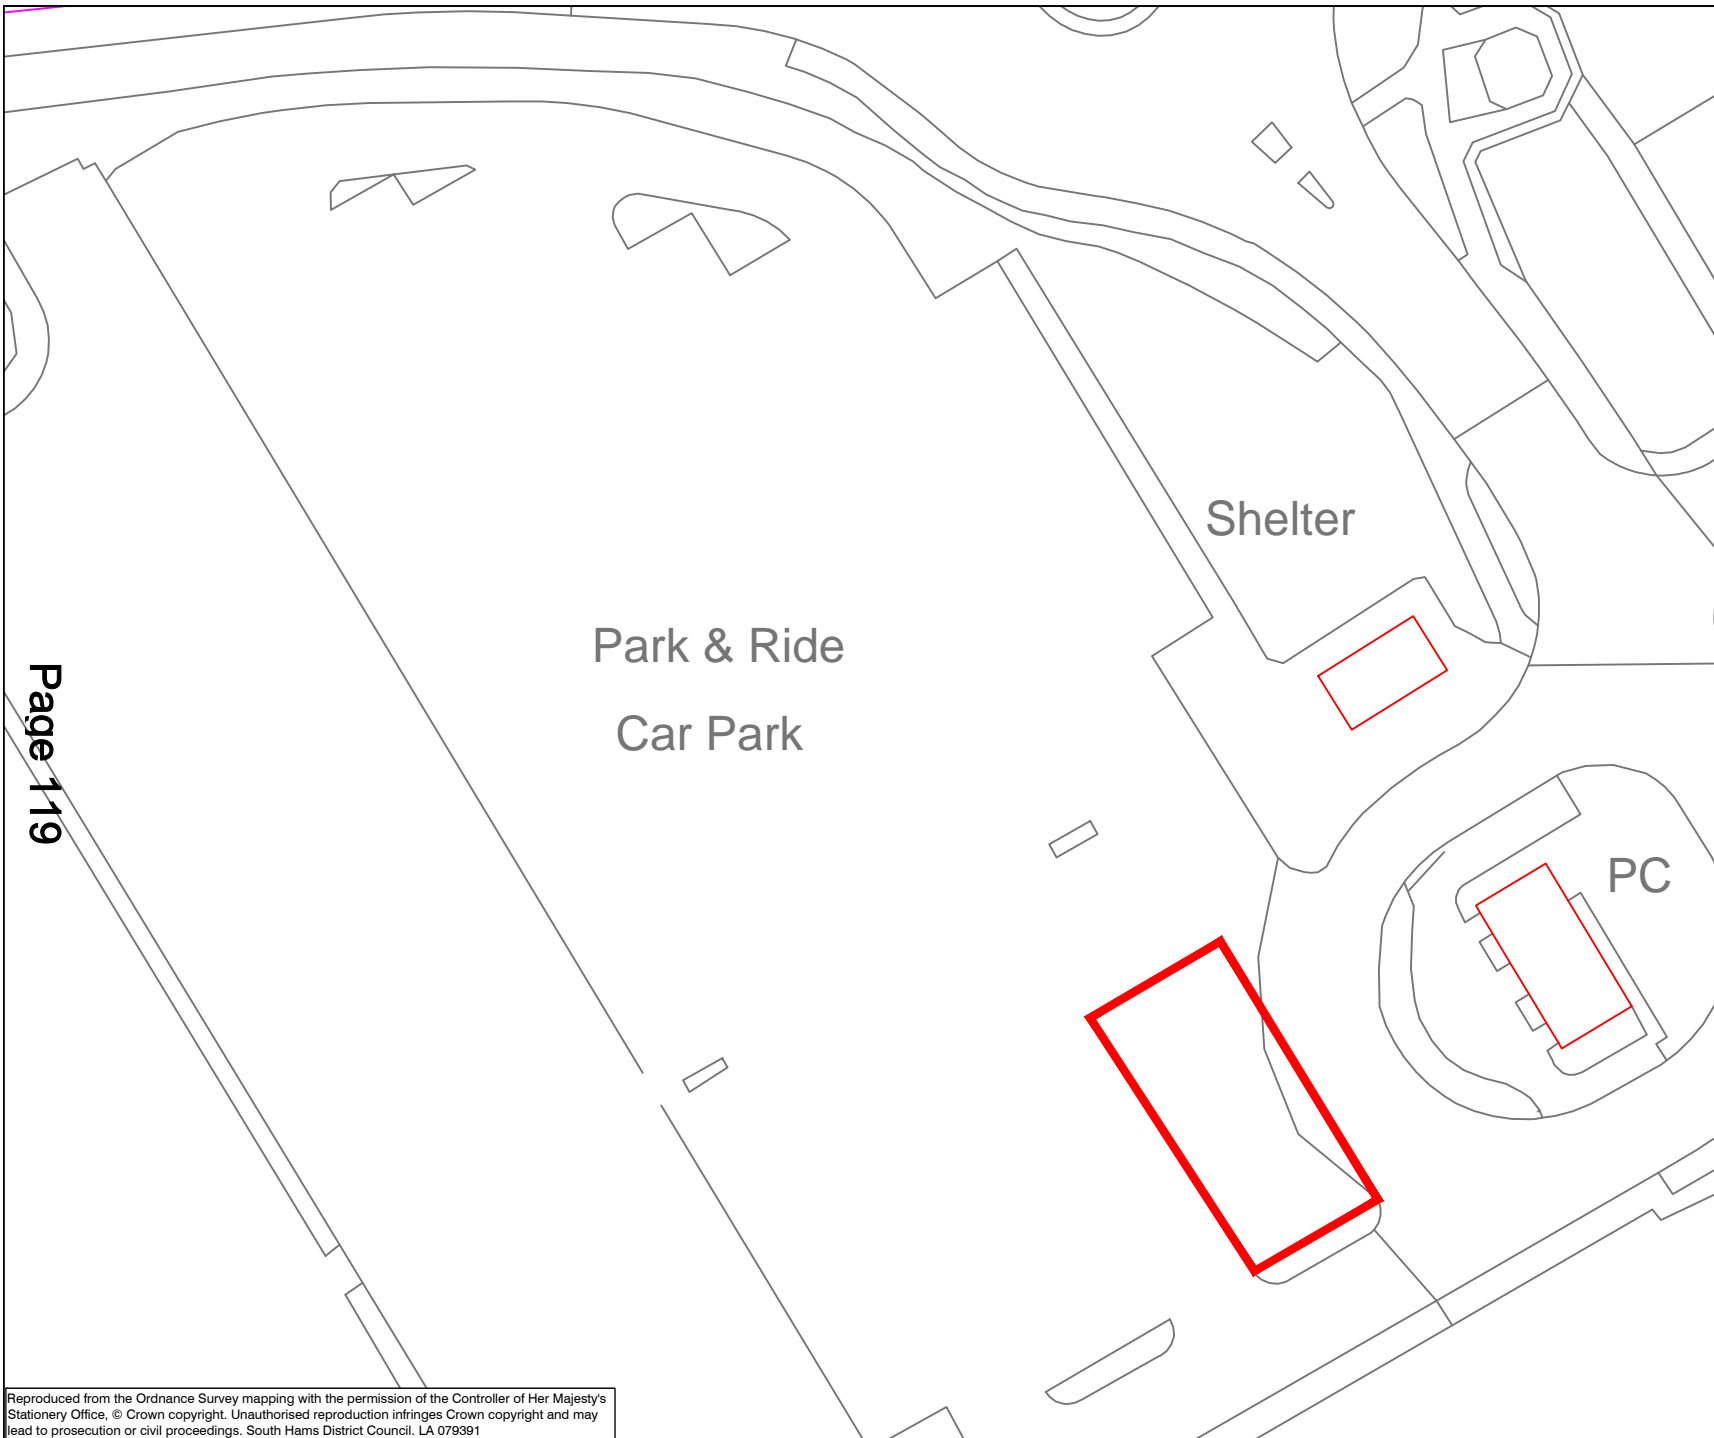 Shelter
Park & Ride
Car Park
Page 119
PC
Reproduced from the Ordnance Survey mapping with the permission of the Controller of Her Majesty's
Stationery Office, © Crown copyright. Unauthorised reproduction infringes Crown copyright and may
lead to prosecution or civil proceedings. South Hams District Council. LA 079391